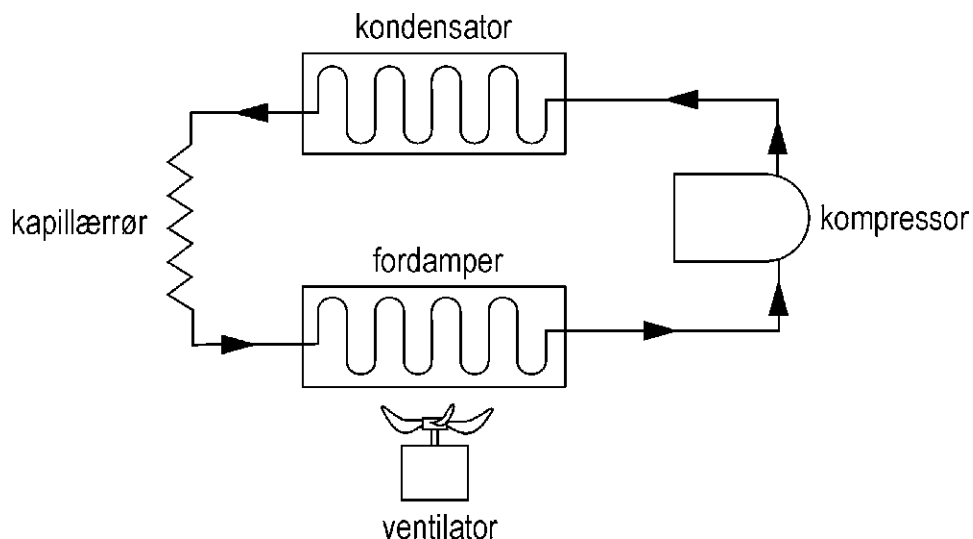 kondensator
kapillærrør
kompressor
fordamper
ventilator